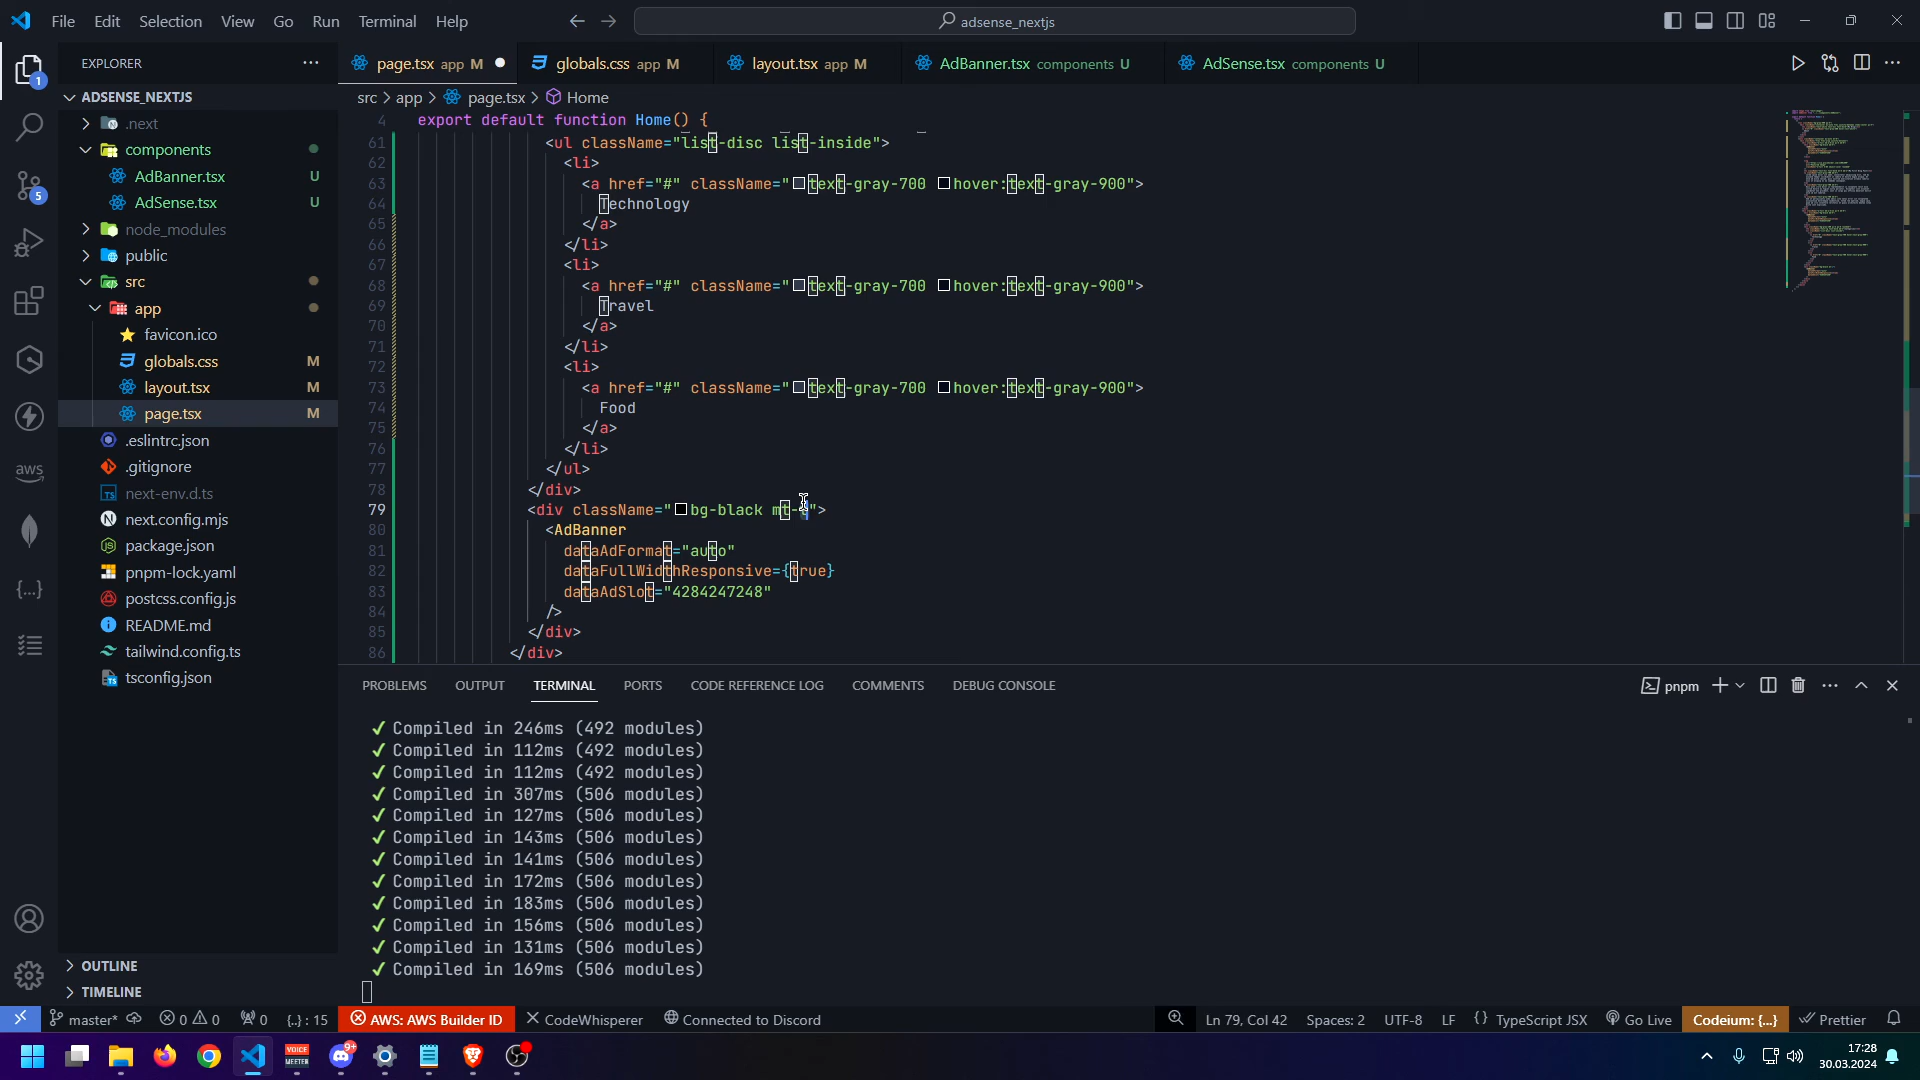 File Edit Selection View Go Run Terminal Help
adsense_nextjs
EXPLORER
page.tsx app M
globals.css app M
layout.tsx app M
AdBanner.tsx components U
AdSense.tsx components U
ADSENSE_NEXTJS
.next
components
AdBanner.tsx U
AdSense.tsx U
node_modules
public
src
app
favicon.ico
globals.css M
layout.tsx M
page.tsx M
.eslintrc.json
.gitignore
next-env.d.ts
next.config.mjs
package.json
pnpm-lock.yaml
postcss.config.js
README.md
tailwind.config.ts
tsconfig.json
OUTLINE
TIMELINE
1
5
aws
src > app > page.tsx > Home
4 export default function Home() {
61 <ul className="list-disc list-inside">
62 <li>
63 <a href="#" className="text-gray-700 hover:text-gray-900">
64 Technology
65 </a>
66 </li>
67 <li>
68 <a href="#" className="text-gray-700 hover:text-gray-900">
69 Travel
70 </a>
71 </li>
72 <li>
73 <a href="#" className="text-gray-700 hover:text-gray-900">
74 Food
75 </a>
76 </li>
77 </ul>
78 </div>
79 <div className="bg-black mt-">
80 <AdBanner
81 dataAdFormat="auto"
82 dataFullWidthResponsive={true}
83 dataAdSlot="4284247248"
84 />
85 </div>
86 </div>
PROBLEMS OUTPUT TERMINAL PORTS CODE REFERENCE LOG COMMENTS DEBUG CONSOLE
pnpm
✓ Compiled in 246ms (492 modules)
✓ Compiled in 112ms (492 modules)
✓ Compiled in 112ms (492 modules)
✓ Compiled in 307ms (506 modules)
✓ Compiled in 127ms (506 modules)
✓ Compiled in 143ms (506 modules)
✓ Compiled in 141ms (506 modules)
✓ Compiled in 172ms (506 modules)
✓ Compiled in 183ms (506 modules)
✓ Compiled in 156ms (506 modules)
✓ Compiled in 131ms (506 modules)
✓ Compiled in 169ms (506 modules)
master* 0 0 0 {..} : 15 AWS: AWS Builder ID CodeWhisperer Connected to Discord
Ln 79, Col 42 Spaces: 2 UTF-8 LF {} TypeScript JSX Go Live Codeium: {...} Prettier
VOICE MEETER
9+
17:28
30.03.2024